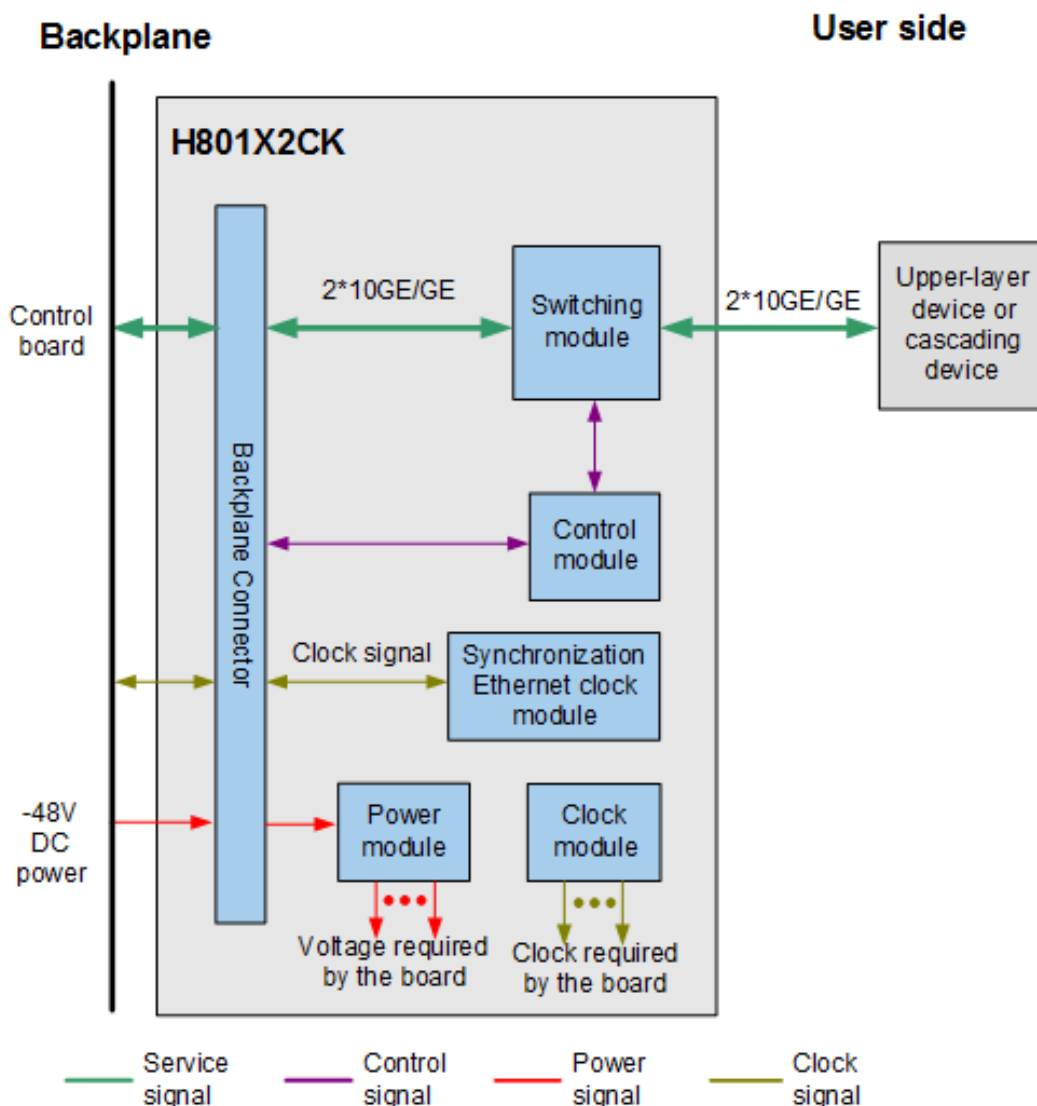 Backplane
User side
H801X2CK
Control
board
2*10GE/GE
Switching
module
2*10GE/GE
Upper-layer
device or
cascading
device
Backplane Connector
Control
module
Clock signal
Synchronization
Ethernet clock
module
-48V
DC
power
Power
module
Clock
module
Voltage required
by the board
Clock required
by the board
Service
signal
Control
signal
Power
signal
Clock
signal